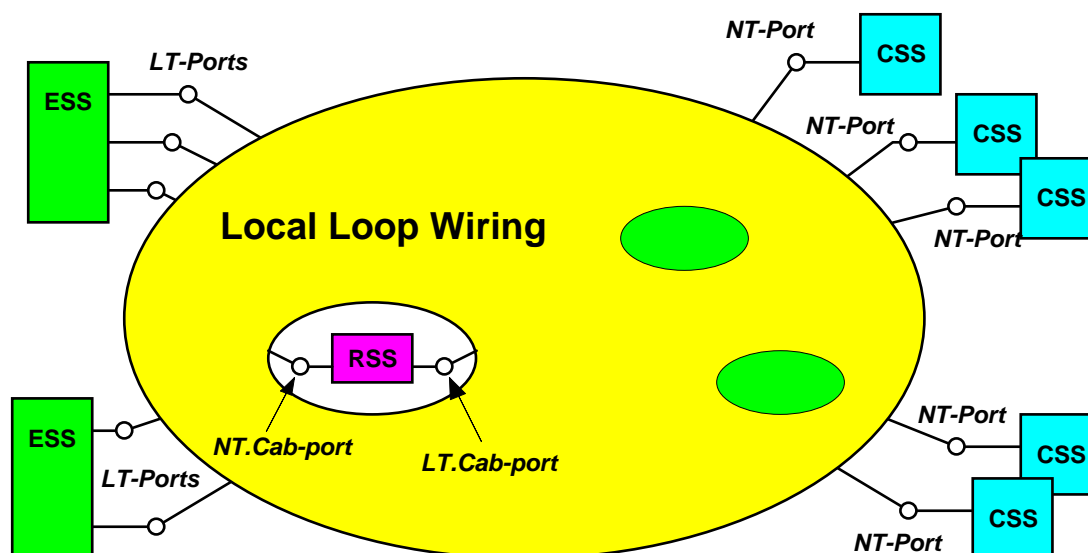 NT-Port
CSS
LT-Ports
ESS
NT-Port
CSS
CSS
NT-Port
Local Loop Wiring
RSS
NT.Cab-port
LT.Cab-port
ESS
LT-Ports
NT-Port
CSS
CSS
NT-Port